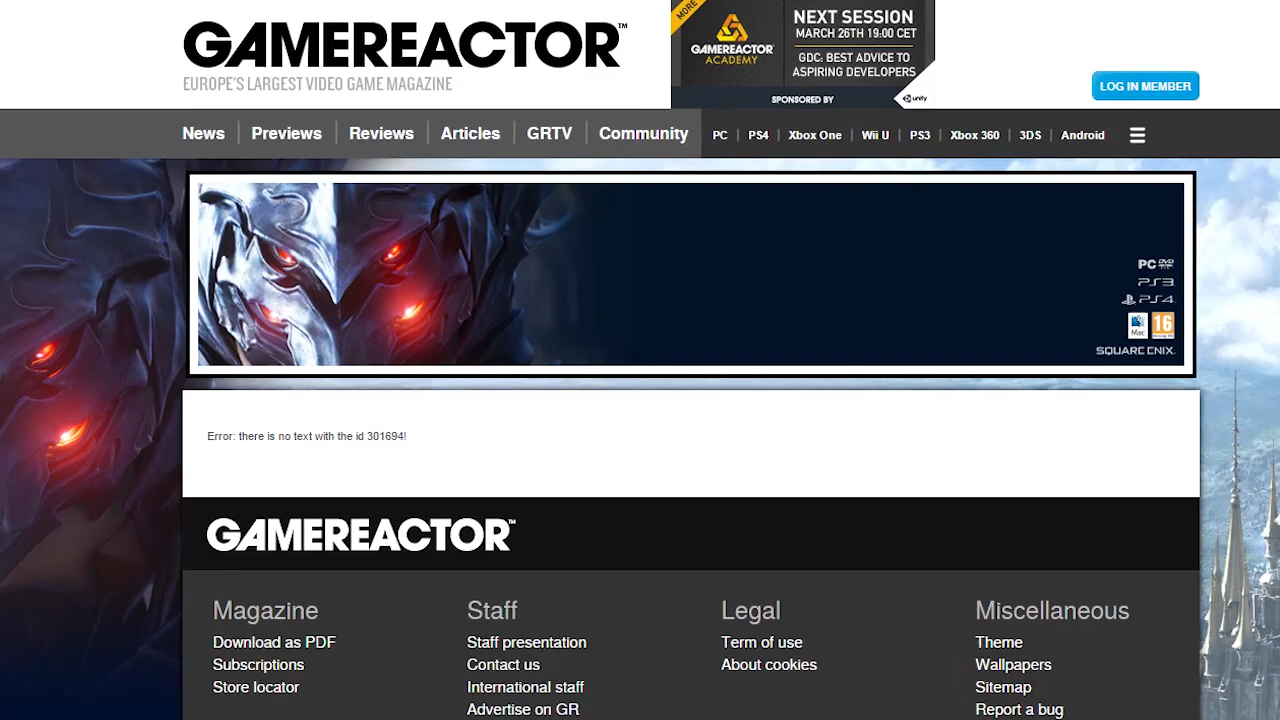 GAMEREACTOR™
EUROPE'S LARGEST VIDEO GAME MAGAZINE
MORE
GAMEREACTOR
ACADEMY
NEXT SESSION
MARCH 26TH 19.00 CET
GDC: BEST ADVICE TO
ASPIRING DEVELOPERS
SPONSORED BY
unity
LOG IN MEMBER
News
Previews
Reviews
Articles
GRTV
Community
PC
PS4
Xbox One
Wii U
PS3
Xbox 360
3DS
Android
PC DVD
PS3
PS4
Mac
16
SQUARE ENIX
Error: there is no text with the id 301694!
GAMEREACTOR™
Magazine
Download as PDF
Subscriptions
Store locator
Staff
Staff presentation
Contact us
International staff
Advertise on GR
Legal
Term of use
About cookies
Miscellaneous
Theme
Wallpapers
Sitemap
Report a bug